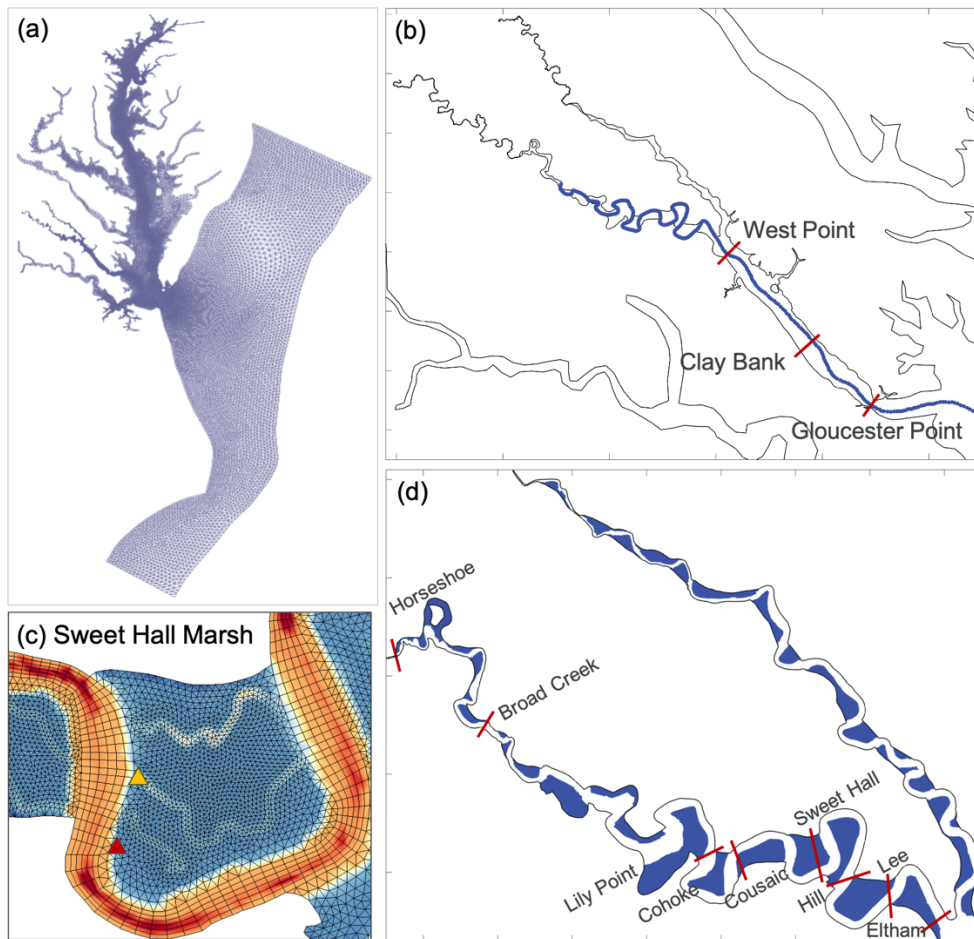 (a)
(b)
West Point
Clay Bank
Gloucester Point
(c) Sweet Hall Marsh
(d)
Horseshoe
Broad Creek
Lily Point
Cohoke
Cousaic
Sweet Hall
Hill
Lee
Eltham